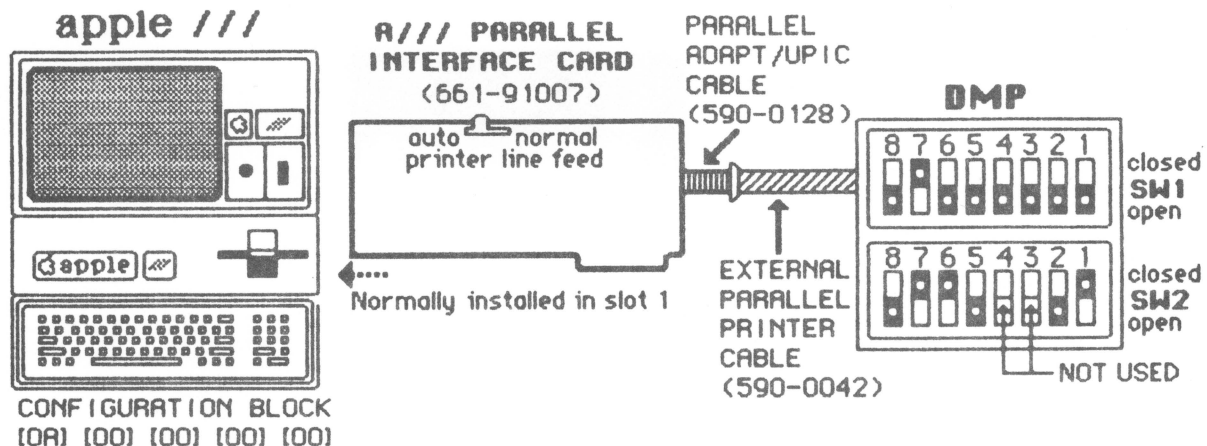 apple ///
A/// PARALLEL
INTERFACE CARD
(661-91007)
auto normal
printer line feed
Normally installed in slot 1
PARALLEL
ADAPT/UPIC
CABLE
(590-0128)
EXTERNAL
PARALLEL
PRINTER
CABLE
(590-0042)
DMP
8 7 6 5 4 3 2 1
closed
SW1
open
8 7 6 5 4 3 2 1
closed
SW2
open
NOT USED
apple
CONFIGURATION BLOCK
[0A] [00] [00] [00] [00]